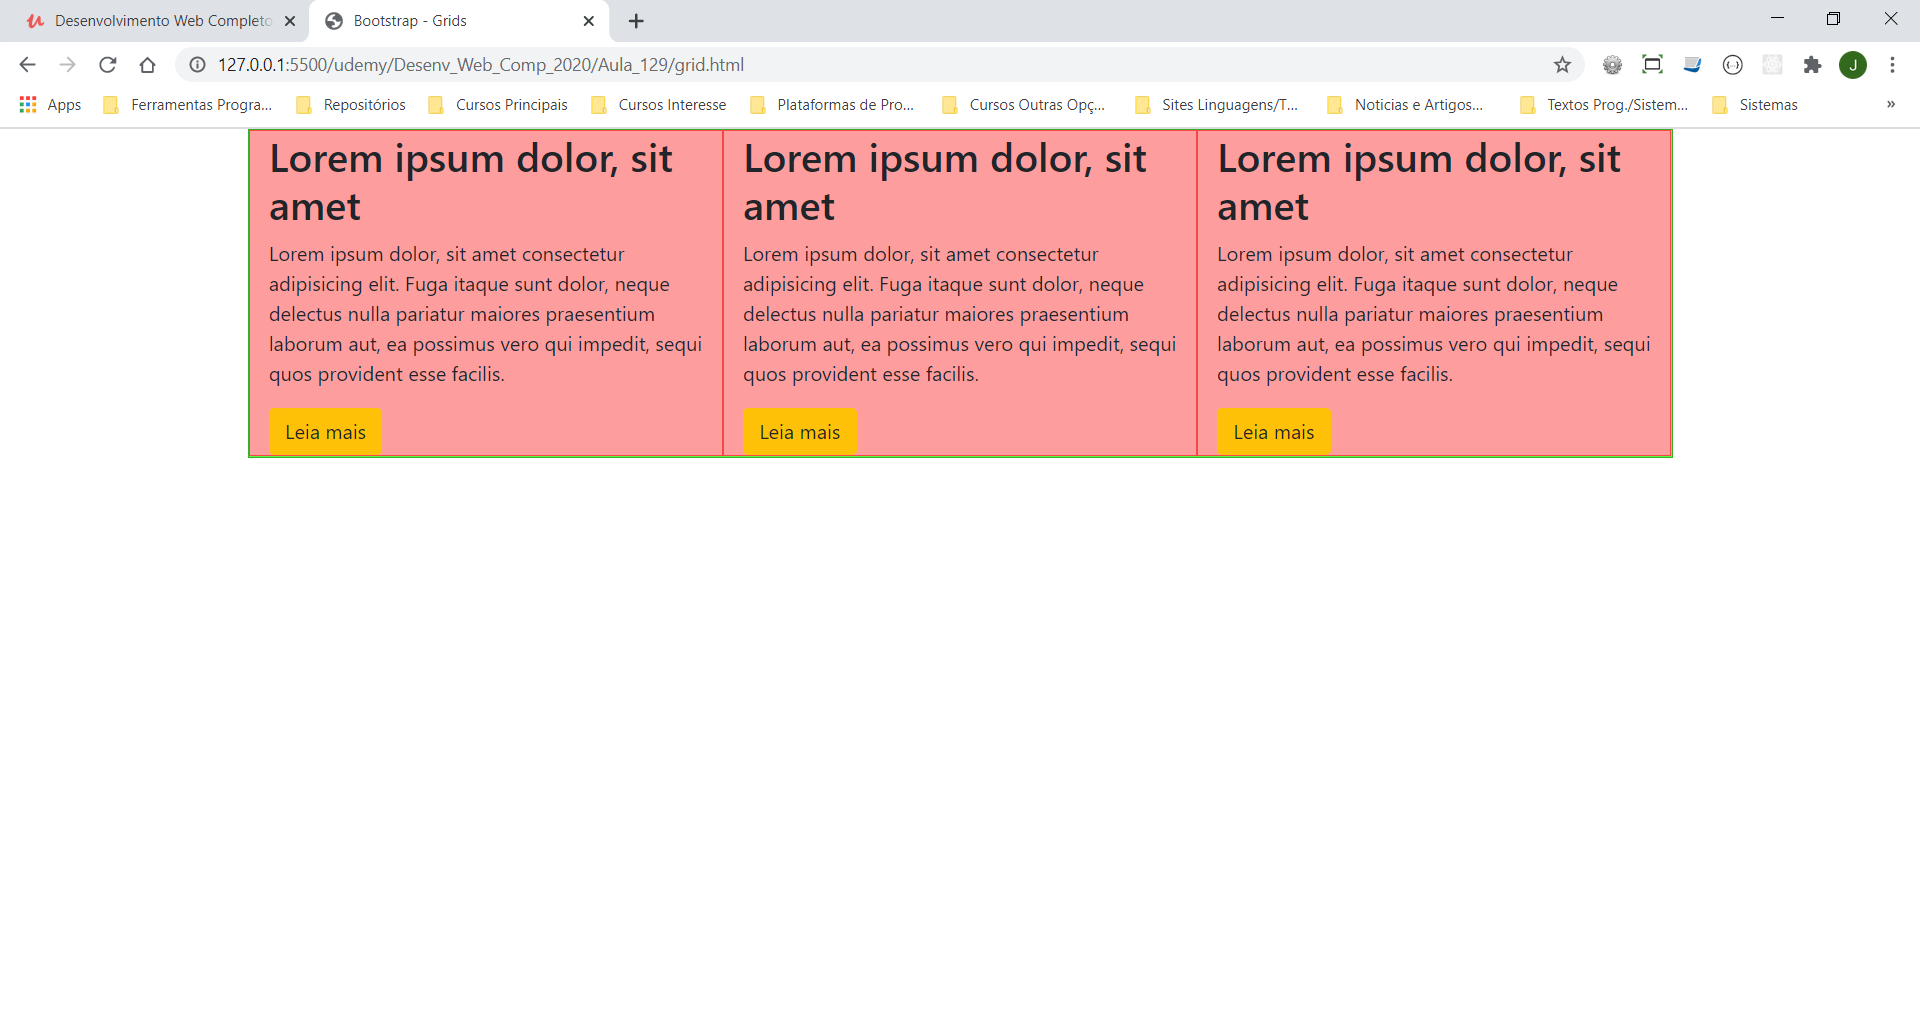 Desenvolvimento Web Completo
Bootstrap - Grids
127.0.0.1:5500/udemy/Desenv_Web_Comp_2020/Aula_129/grid.html
J
Apps
Ferramentas Progra...
Repositórios
Cursos Principais
Cursos Interesse
Plataformas de Pro...
Cursos Outras Opç...
Sites Linguagens/T...
Noticias e Artigos...
Textos Prog./Sistem...
Sistemas
»
Lorem ipsum dolor, sit
amet
Lorem ipsum dolor, sit amet consectetur
adipisicing elit. Fuga itaque sunt dolor, neque
delectus nulla pariatur maiores praesentium
laborum aut, ea possimus vero qui impedit, sequi
quos provident esse facilis.
Leia mais
Lorem ipsum dolor, sit
amet
Lorem ipsum dolor, sit amet consectetur
adipisicing elit. Fuga itaque sunt dolor, neque
delectus nulla pariatur maiores praesentium
laborum aut, ea possimus vero qui impedit, sequi
quos provident esse facilis.
Leia mais
Lorem ipsum dolor, sit
amet
Lorem ipsum dolor, sit amet consectetur
adipisicing elit. Fuga itaque sunt dolor, neque
delectus nulla pariatur maiores praesentium
laborum aut, ea possimus vero qui impedit, sequi
quos provident esse facilis.
Leia mais